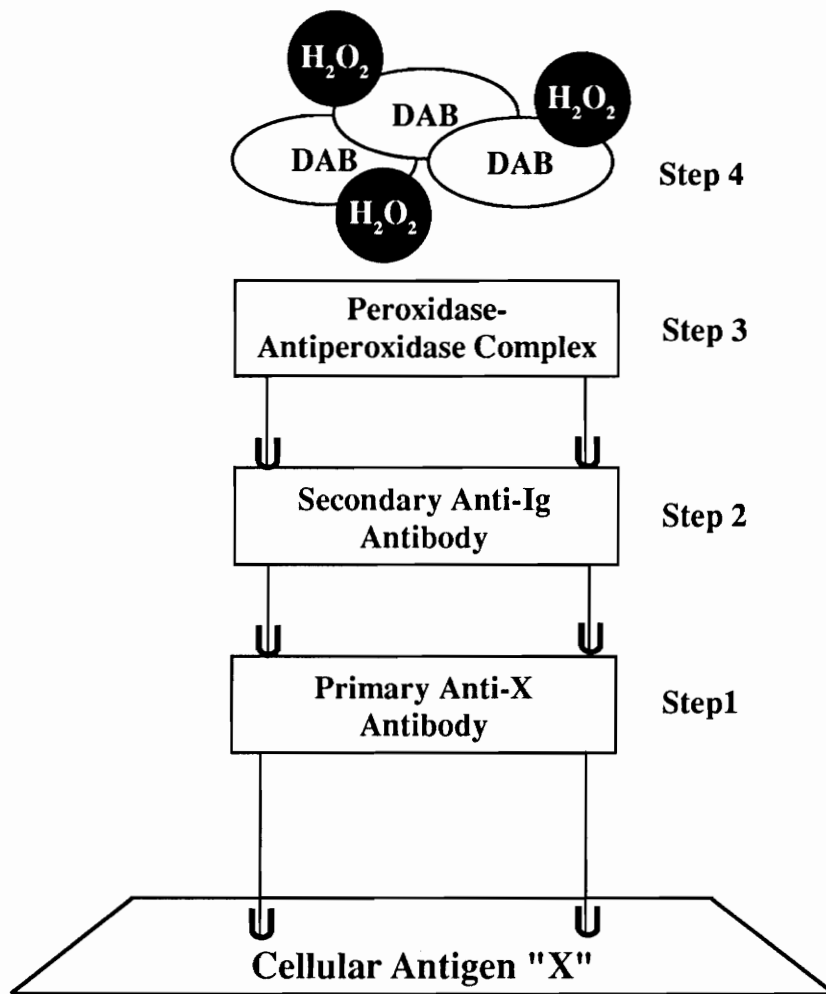 H₂O₂
DAB
H₂O₂
DAB
DAB
H₂O₂
Step 4
Peroxidase-
Antiperoxidase Complex
Step 3
Secondary Anti-Ig
Antibody
Step 2
Primary Anti-X
Antibody
Step1
Cellular Antigen "X"